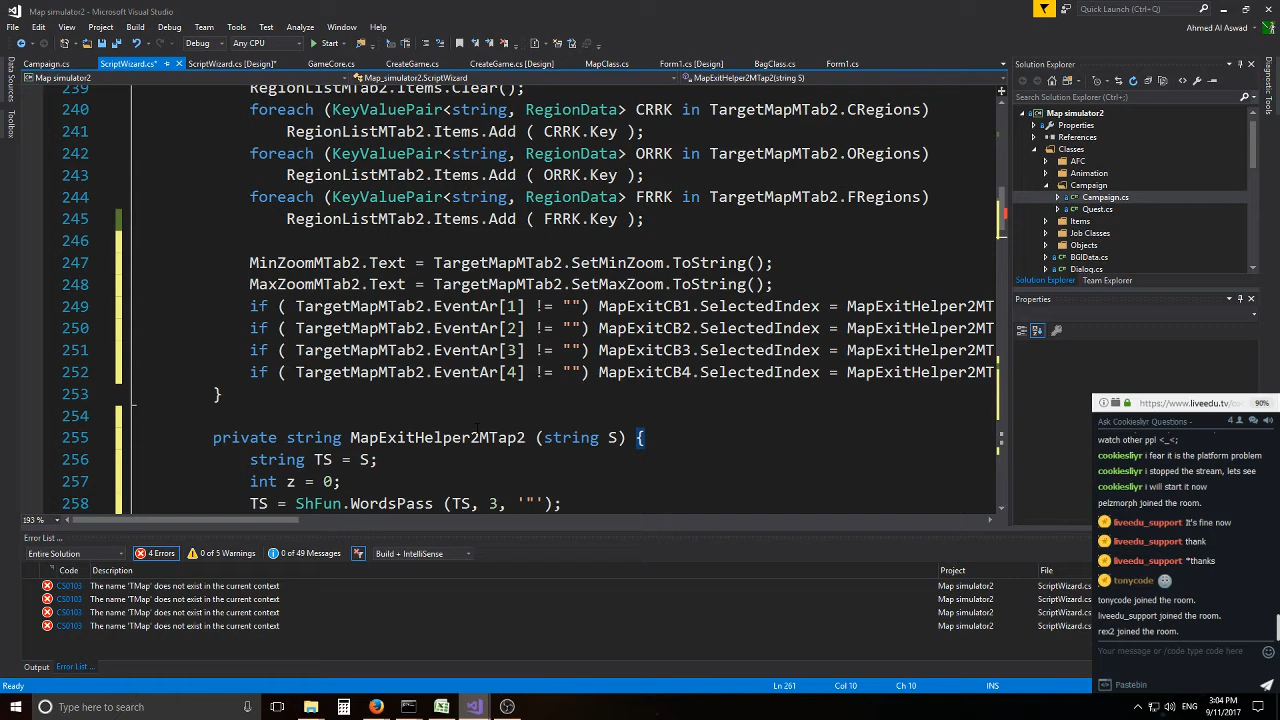 Map simulator2 - Microsoft Visual Studio
Quick Launch (Ctrl+Q)
File Edit View Project Build Debug Team Tools Test Analyze Window Help
Ahmed Al Aswad
Debug Any CPU Start
Campaign.cs ScriptWizard.cs* ScriptWizard.cs [Design]* GameCore.cs CreateGame.cs CreateGame.cs [Design] MapClass.cs Form1.cs [Design] BagClass.cs Form1.cs
Map simulator2 Map_simulator2.ScriptWizard MapExitHelper2MTap2(string S)
Data Sources
Toolbox
239 RegionListMTab2.Items.Clear();
240 foreach (KeyValuePair<string, RegionData> CRRK in TargetMapMTab2.CRegions)
241 RegionListMTab2.Items.Add ( CRRK.Key );
242 foreach (KeyValuePair<string, RegionData> ORRK in TargetMapMTab2.ORegions)
243 RegionListMTab2.Items.Add ( ORRK.Key );
244 foreach (KeyValuePair<string, RegionData> FRRK in TargetMapMTab2.FRegions)
245 RegionListMTab2.Items.Add ( FRRK.Key );
246
247 MinZoomMTab2.Text = TargetMapMTab2.SetMinZoom.ToString();
248 MaxZoomMTab2.Text = TargetMapMTab2.SetMaxZoom.ToString();
249 if ( TargetMapMTab2.EventAr[1] != "") MapExitCB1.SelectedIndex = MapExitHelper2MT
250 if ( TargetMapMTab2.EventAr[2] != "") MapExitCB2.SelectedIndex = MapExitHelper2MT
251 if ( TargetMapMTab2.EventAr[3] != "") MapExitCB3.SelectedIndex = MapExitHelper2MT
252 if ( TargetMapMTab2.EventAr[4] != "") MapExitCB4.SelectedIndex = MapExitHelper2MT
253 }
254
255 private string MapExitHelper2MTap2 (string S) {
256 string TS = S;
257 int z = 0;
258 TS = ShFun.WordsPass (TS, 3, '"');
193 %
Error List ...
Entire Solution 4 Errors 0 of 5 Warnings 0 of 49 Messages Build + IntelliSense
Code Description Project File
CS0103 The name 'TMap' does not exist in the current context Map simulator2 ScriptWizard.cs
CS0103 The name 'TMap' does not exist in the current context Map simulator2 ScriptWizard.cs
CS0103 The name 'TMap' does not exist in the current context Map simulator2 ScriptWizard.cs
CS0103 The name 'TMap' does not exist in the current context Map simulator2 ScriptWizard.cs
Output Error List ...
Ready Ln 261 Col 10 Ch 10 INS
Solution Explorer
Search Solution Explorer (Ctrl+;)
Map simulator2
Properties
References
Classes
AFC
Animation
Campaign
Campaign.cs
Quest.cs
Items
Job Classes
Objects
BGIData.cs
Dialog.cs
Solution Explorer Team Explorer
Properties
Diagnostic Tools
https://www.liveedu.tv/co 90%
Ask Cookiesliyr Questions - 4
watch other ppl <_<;
cookiesliyr i fear it is the platform problem
cookiesliyr i stopped the stream, lets see
cookiesliyr i will start it now
pelzmorph joined the room.
liveedu_support It's fine now
liveedu_support thank
liveedu_support *thanks
tonycode
tonycode joined the room.
liveedu_support joined the room.
rex2 joined the room.
Your message or /code type code here
Pastebin
Type here to search
3:04 PM
9/11/2017